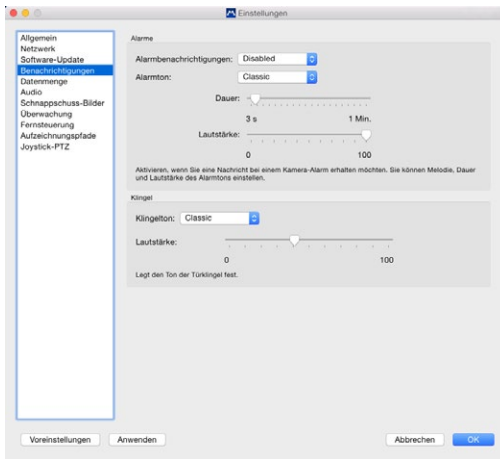 Einstellungen
Allgemein
Netzwerk
Software-Update
Benachrichtigungen
Datenmenge
Audio
Schnappschuss-Bilder
Überwachung
Fernsteuerung
Aufzeichnungspfade
Joystick-PTZ
Alarme
Alarmbenachrichtigungen: Disabled
Alarmton: Classic
Dauer:
3 s 1 Min.
Lautstärke:
0 100
Aktivieren, wenn Sie eine Nachricht bei einem Kamera-Alarm erhalten möchten. Sie können Melodie, Dauer
und Lautstärke des Alarmtons einstellen.
Klingel
Klingelton: Classic
Lautstärke:
0 100
Legt den Ton der Türklingel fest.
Voreinstellungen Anwenden Abbrechen OK